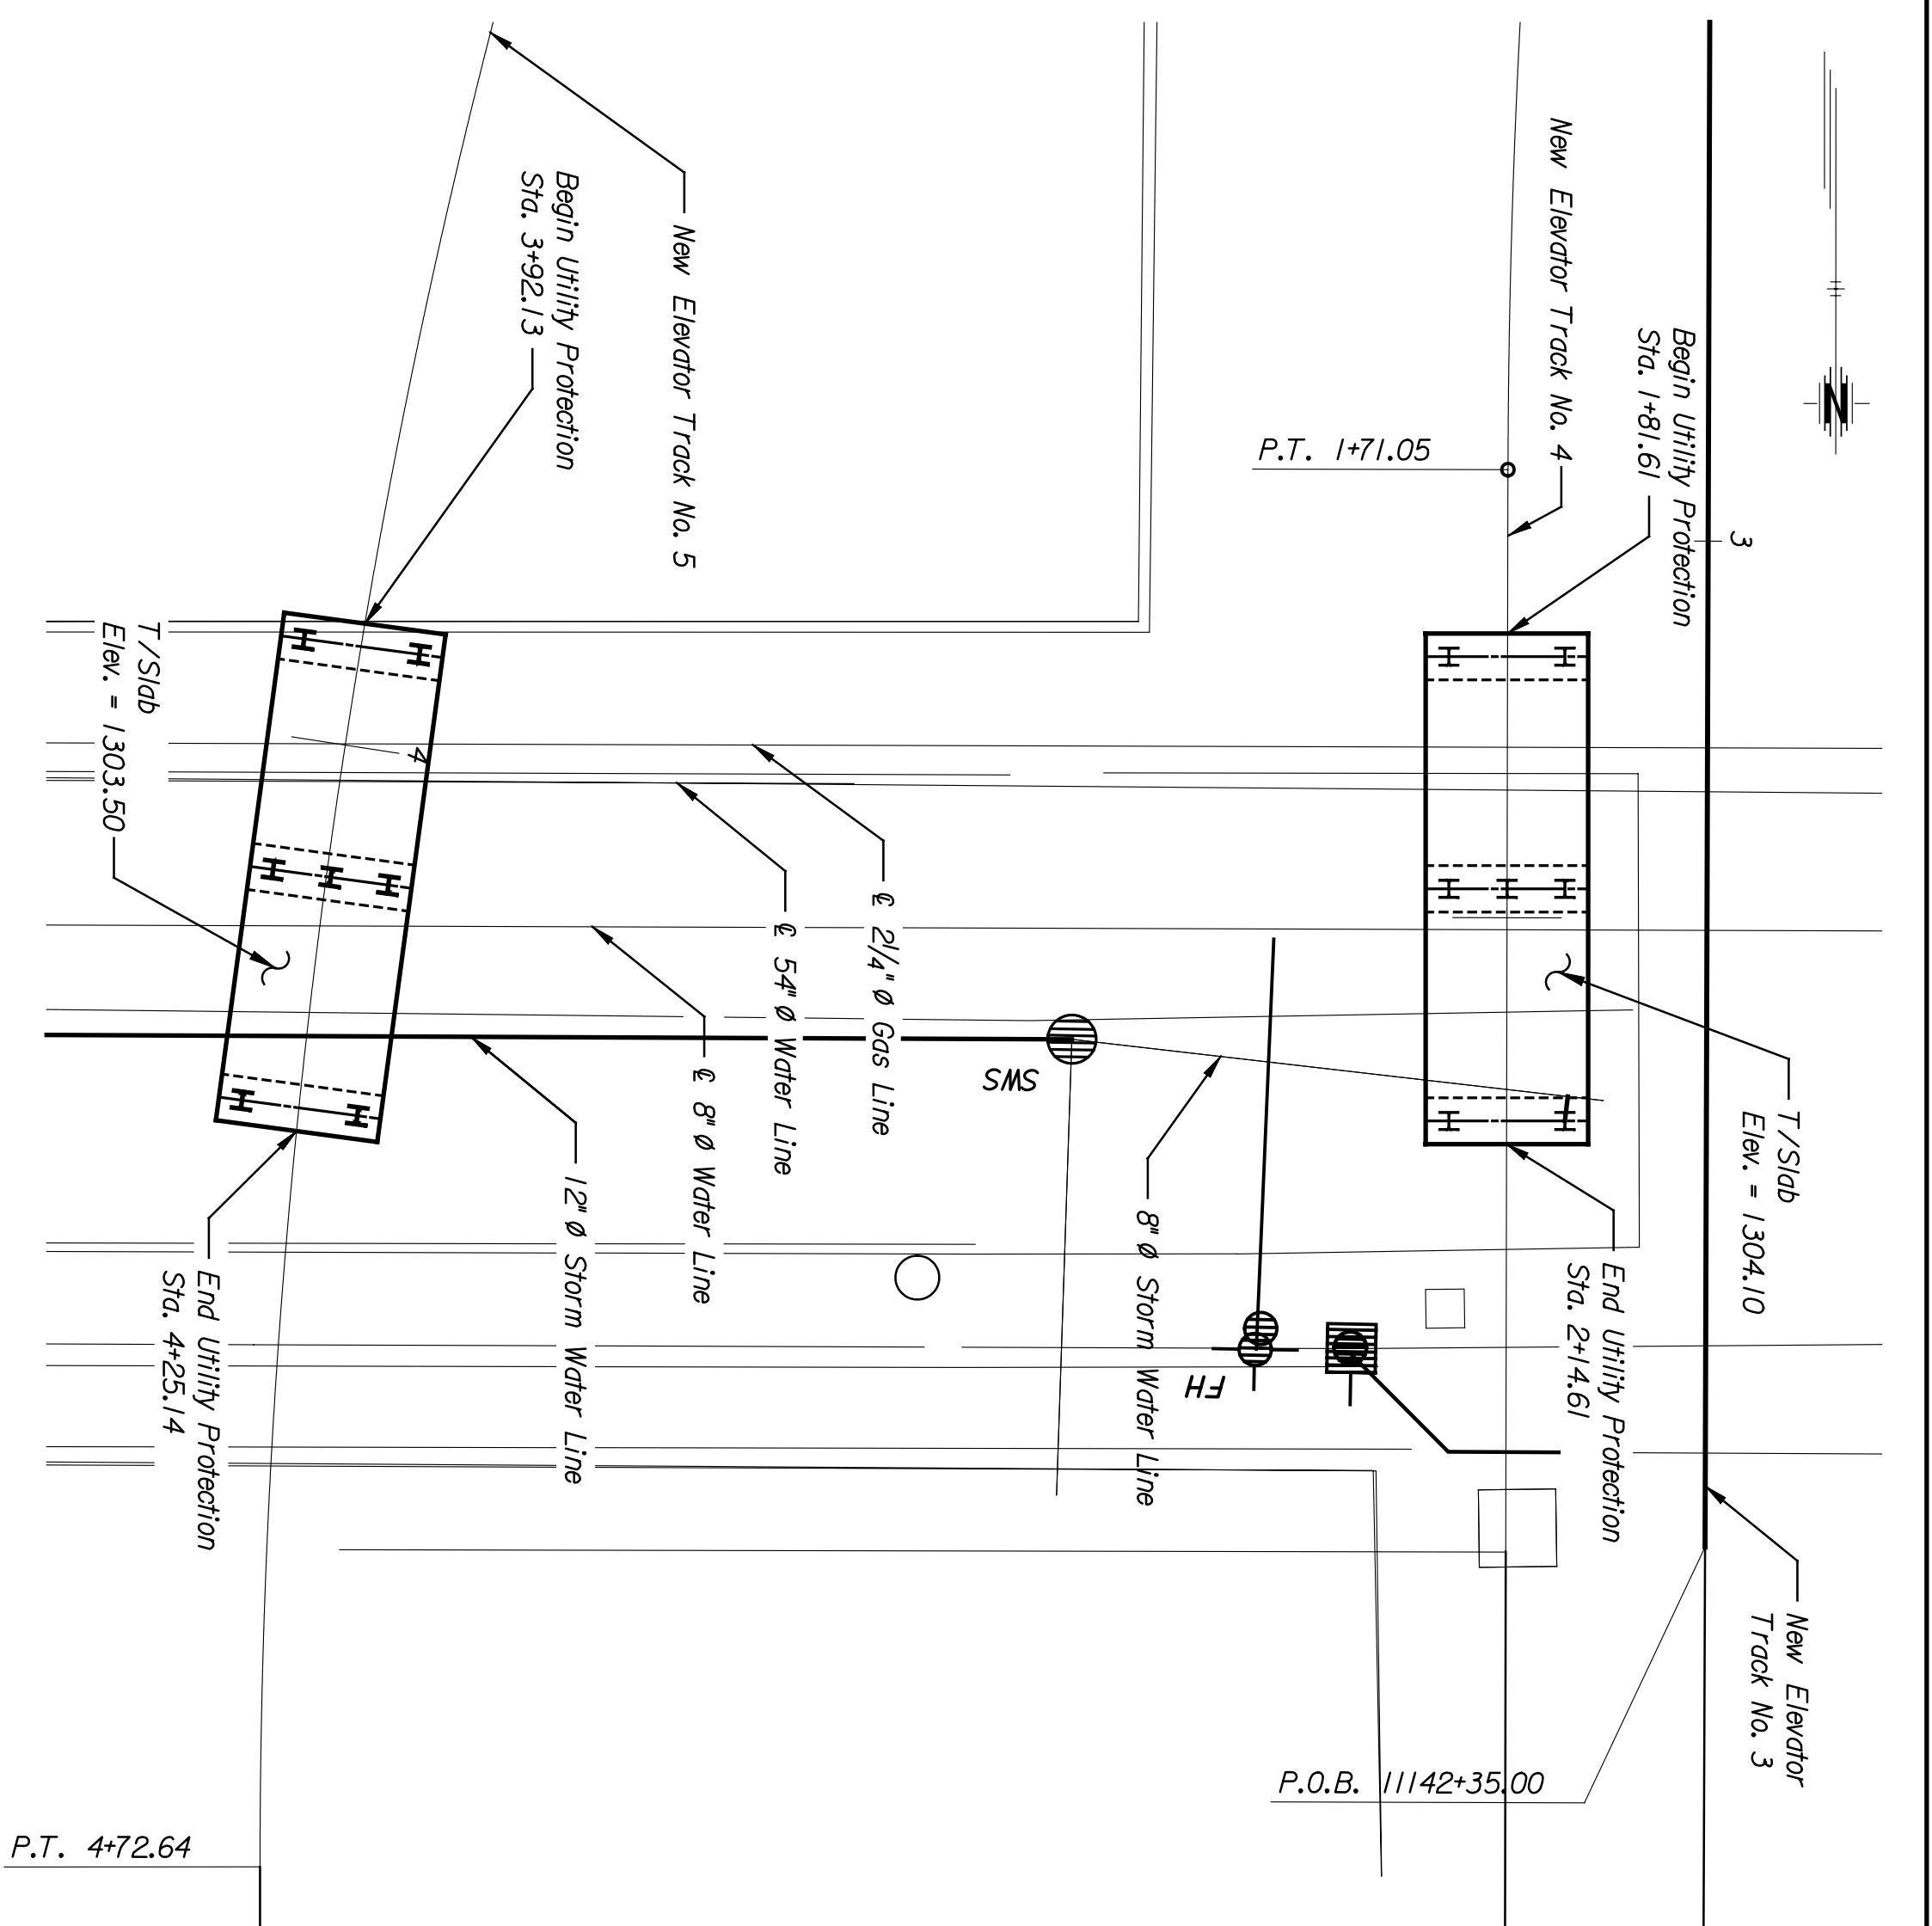 N
3
New Elevator Track No. 4
Begin Utility Protection
Sta. 1+81.61
P.T. 1+71.05
New Elevator Track No. 5
Begin Utility Protection
Sta. 3+92.13
T/Slab
Elev. = 1303.50
4
℄ 2¼" Ø Gas Line
℄ 54" Ø Water Line
℄ 8" Ø Water Line
SWS
12" Ø Storm Water Line
8" Ø Storm Water Line
T/Slab
Elev. = 1304.10
End Utility Protection
Sta. 2+14.61
FH
End Utility Protection
Sta. 4+25.14
New Elevator
Track No. 3
P.O.B. 11142+35.00
P.T. 4+72.64